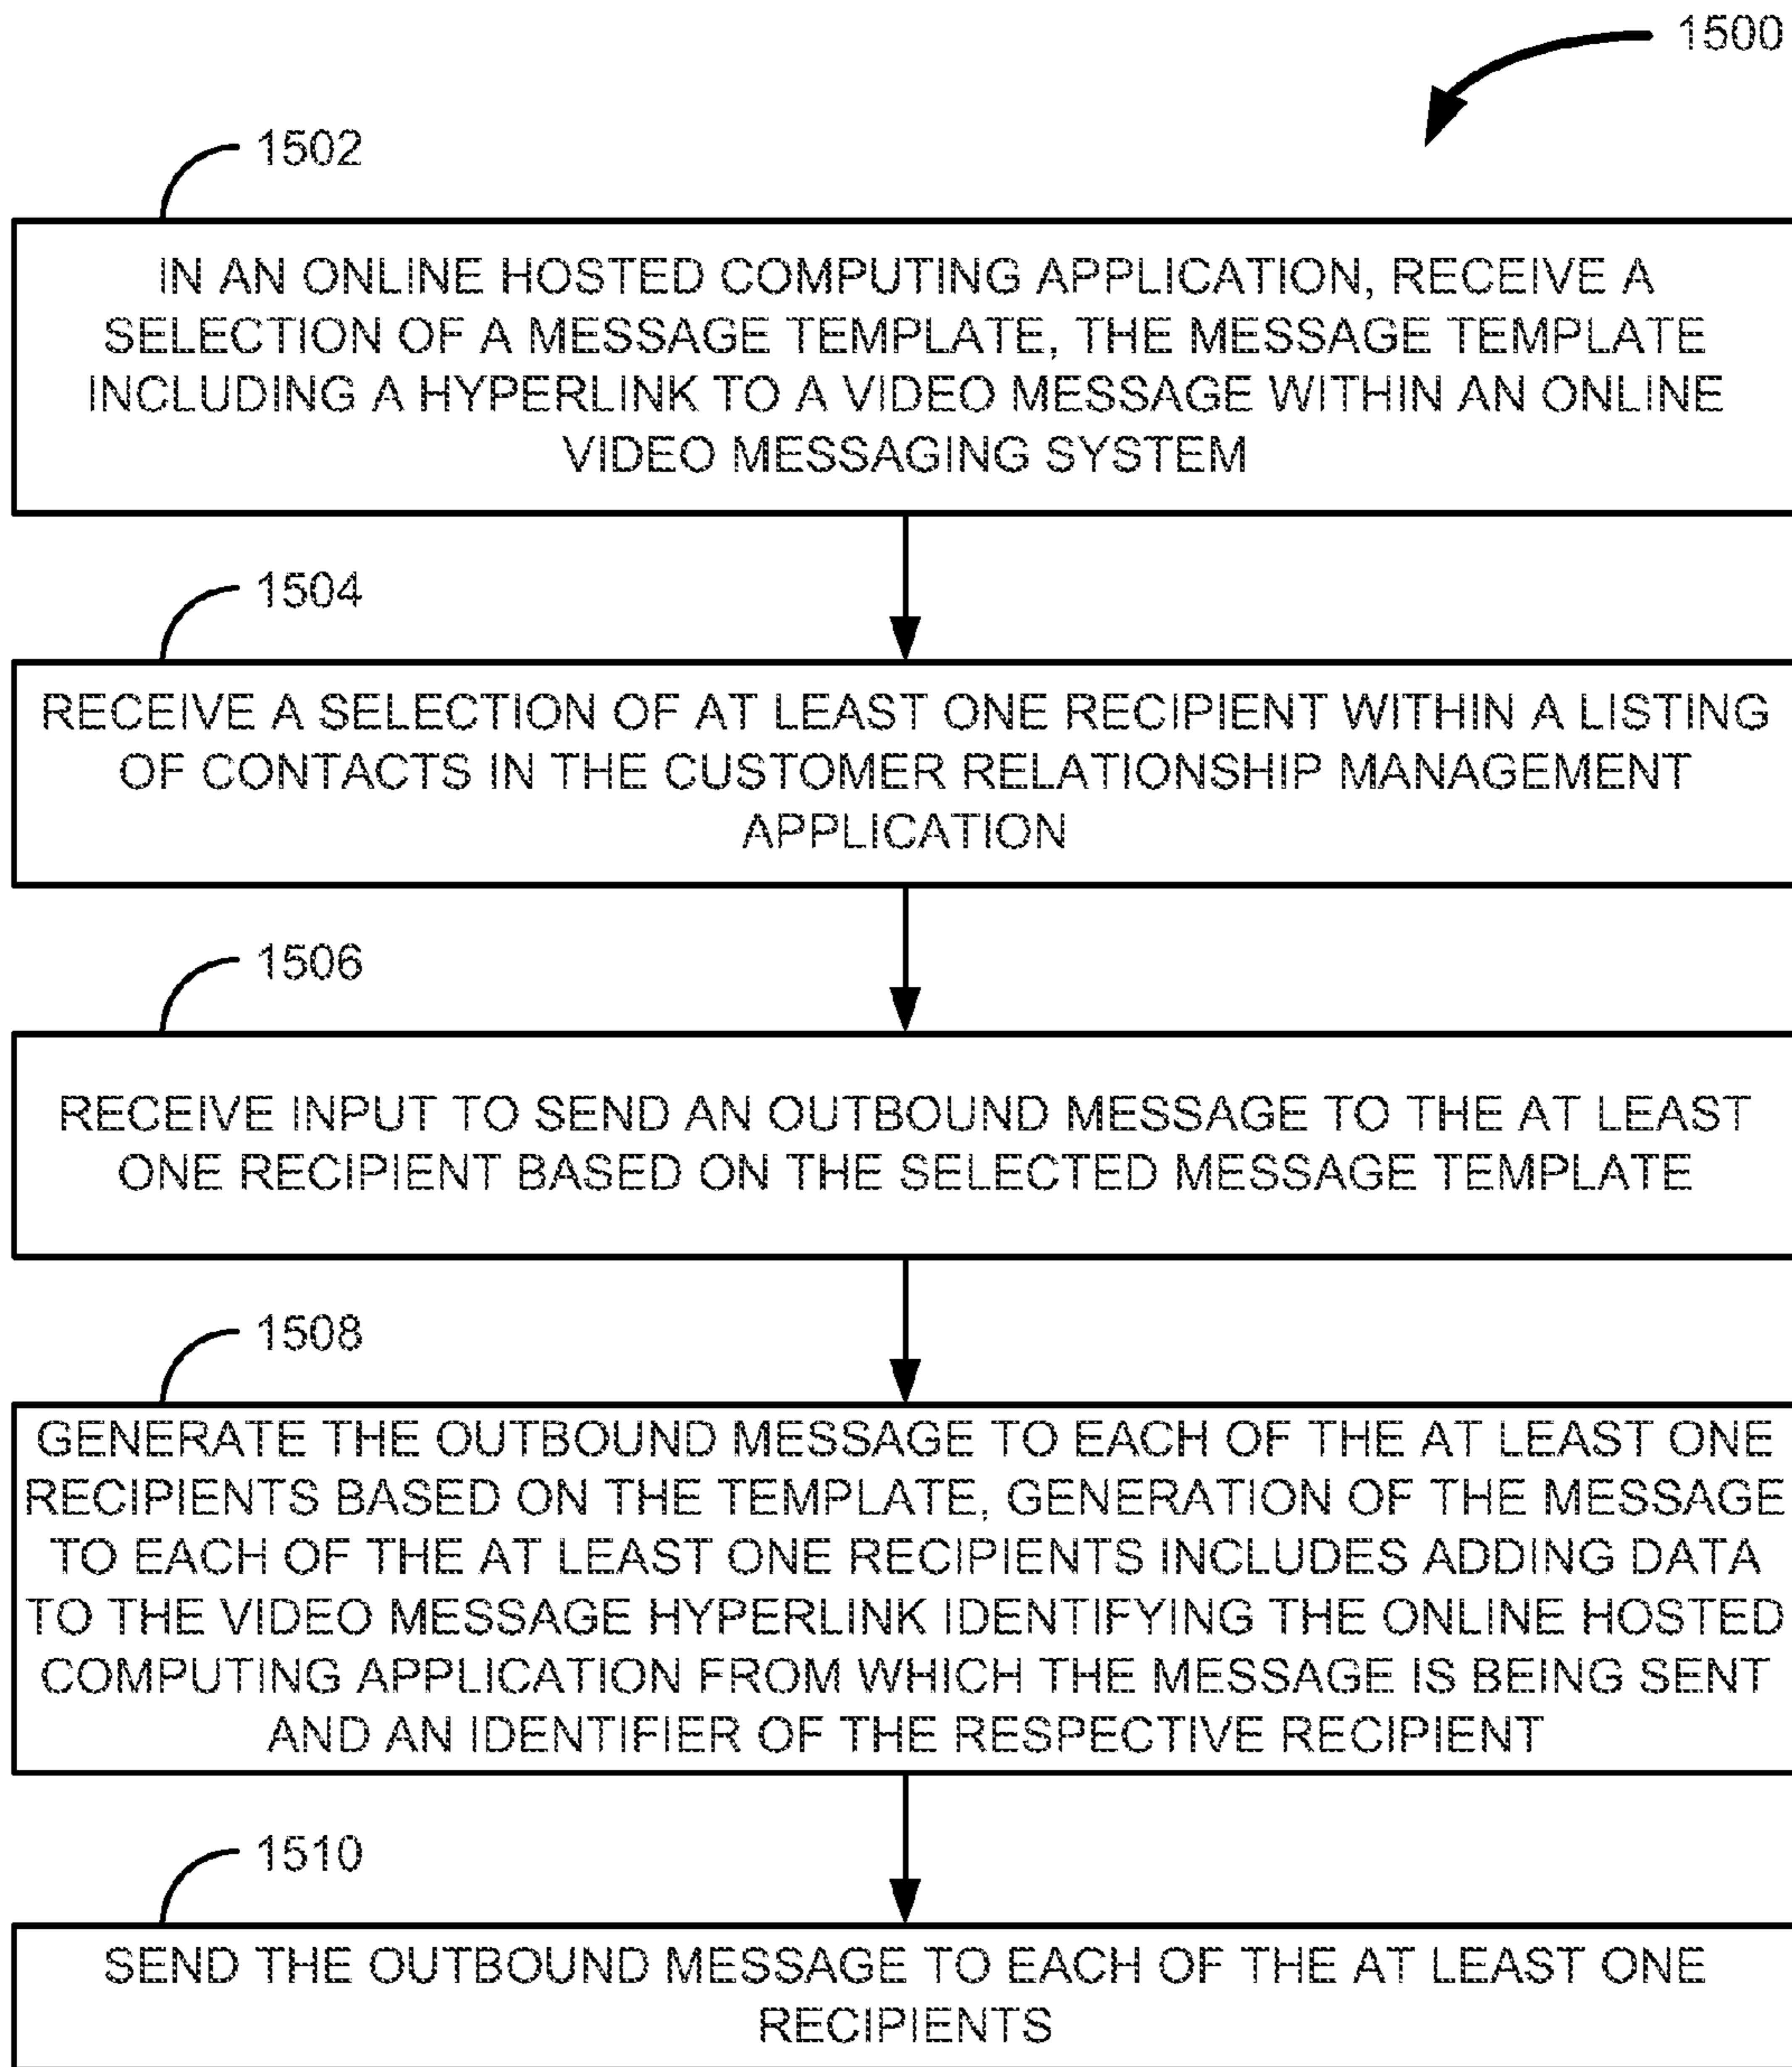 1500
1502
IN AN ONLINE HOSTED COMPUTING APPLICATION, RECEIVE A
SELECTION OF A MESSAGE TEMPLATE, THE MESSAGE TEMPLATE
INCLUDING A HYPERLINK TO A VIDEO MESSAGE WITHIN AN ONLINE
VIDEO MESSAGING SYSTEM
1504
RECEIVE A SELECTION OF AT LEAST ONE RECIPIENT WITHIN A LISTING
OF CONTACTS IN THE CUSTOMER RELATIONSHIP MANAGEMENT
APPLICATION
1506
RECEIVE INPUT TO SEND AN OUTBOUND MESSAGE TO THE AT LEAST
ONE RECIPIENT BASED ON THE SELECTED MESSAGE TEMPLATE
1508
GENERATE THE OUTBOUND MESSAGE TO EACH OF THE AT LEAST ONE
RECIPIENTS BASED ON THE TEMPLATE, GENERATION OF THE MESSAGE
TO EACH OF THE AT LEAST ONE RECIPIENTS INCLUDES ADDING DATA
TO THE VIDEO MESSAGE HYPERLINK IDENTIFYING THE ONLINE HOSTED
COMPUTING APPLICATION FROM WHICH THE MESSAGE IS BEING SENT
AND AN IDENTIFIER OF THE RESPECTIVE RECIPIENT
1510
SEND THE OUTBOUND MESSAGE TO EACH OF THE AT LEAST ONE
RECIPIENTS